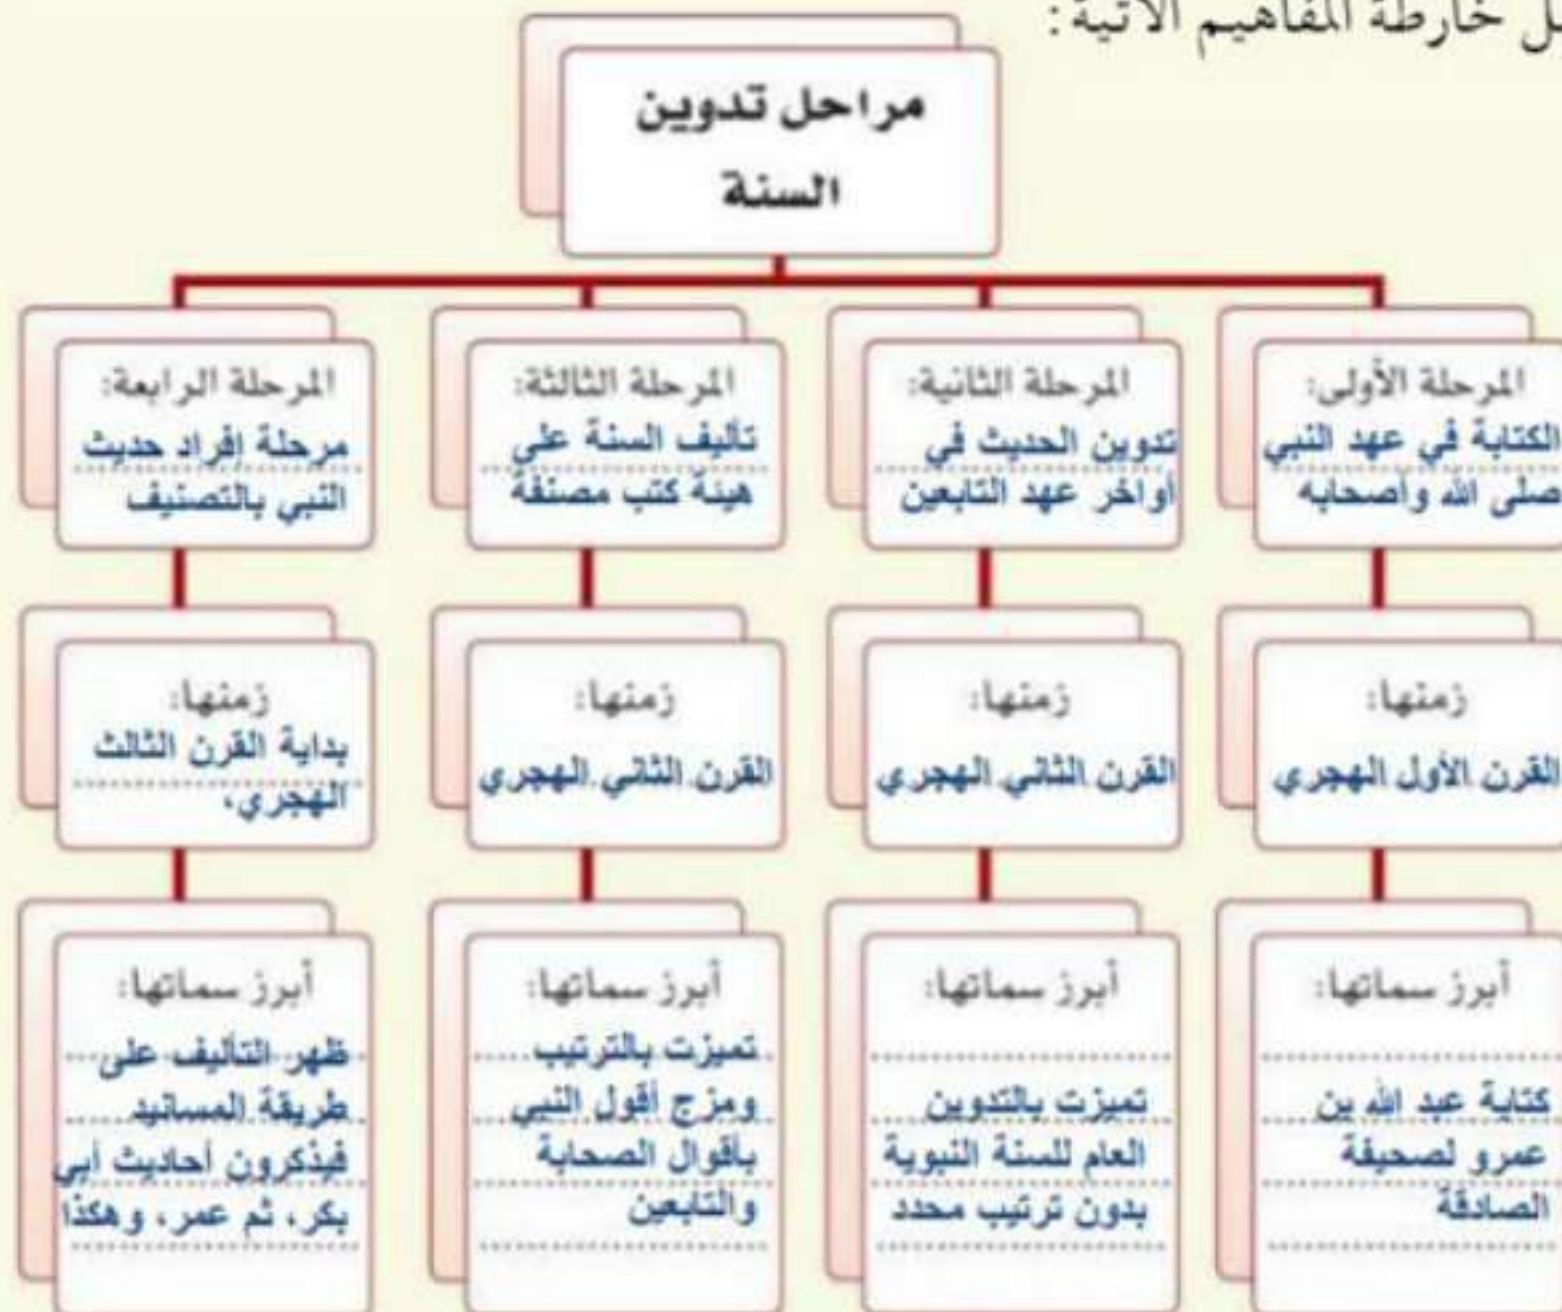 خارطة المفاهيم الآتية:
مراحل تدوين
السنة
المرحلة الأولى:
الكتابة في عهد النبي
صلى الله وأصحابه
المرحلة الثانية:
تدوين الحديث في
أواخر عهد التابعين
المرحلة الثالثة:
تأليف السنة على
هيئة كتب مصنفة
المرحلة الرابعة:
مرحلة إفراد حديث
النبي بالتصنيف
زمنها:
القرن الأول الهجري
زمنها:
القرن الثاني الهجري
زمنها:
القرن الثاني الهجري
زمنها:
بداية القرن الثالث
الهجري،
أبرز سماتها:
كتابة عبد الله بن
عمرو لصحيفة
الصادقة
أبرز سماتها:
تميزت بالتدوين
العام للسنة النبوية
بدون ترتيب محدد
أبرز سماتها:
تميزت بالترتيب
ومزج أقول النبي
بأقوال الصحابة
والتابعين
أبرز سماتها:
ظهر التأليف على
طريقة المسانيد
فيذكرون أحاديث أبي
بكر، ثم عمر، وهكذا